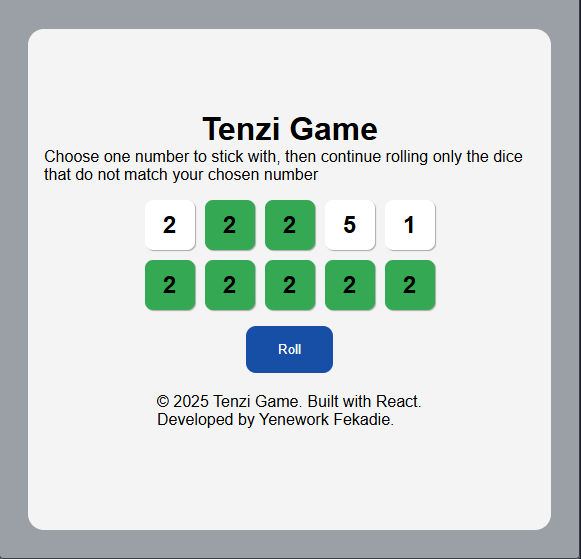 Tenzi Game
Choose one number to stick with, then continue rolling only the dice
that do not match your chosen number
2 2 2 5 1
2 2 2 2 2
Roll
© 2025 Tenzi Game. Built with React.
Developed by Yenework Fekadie.